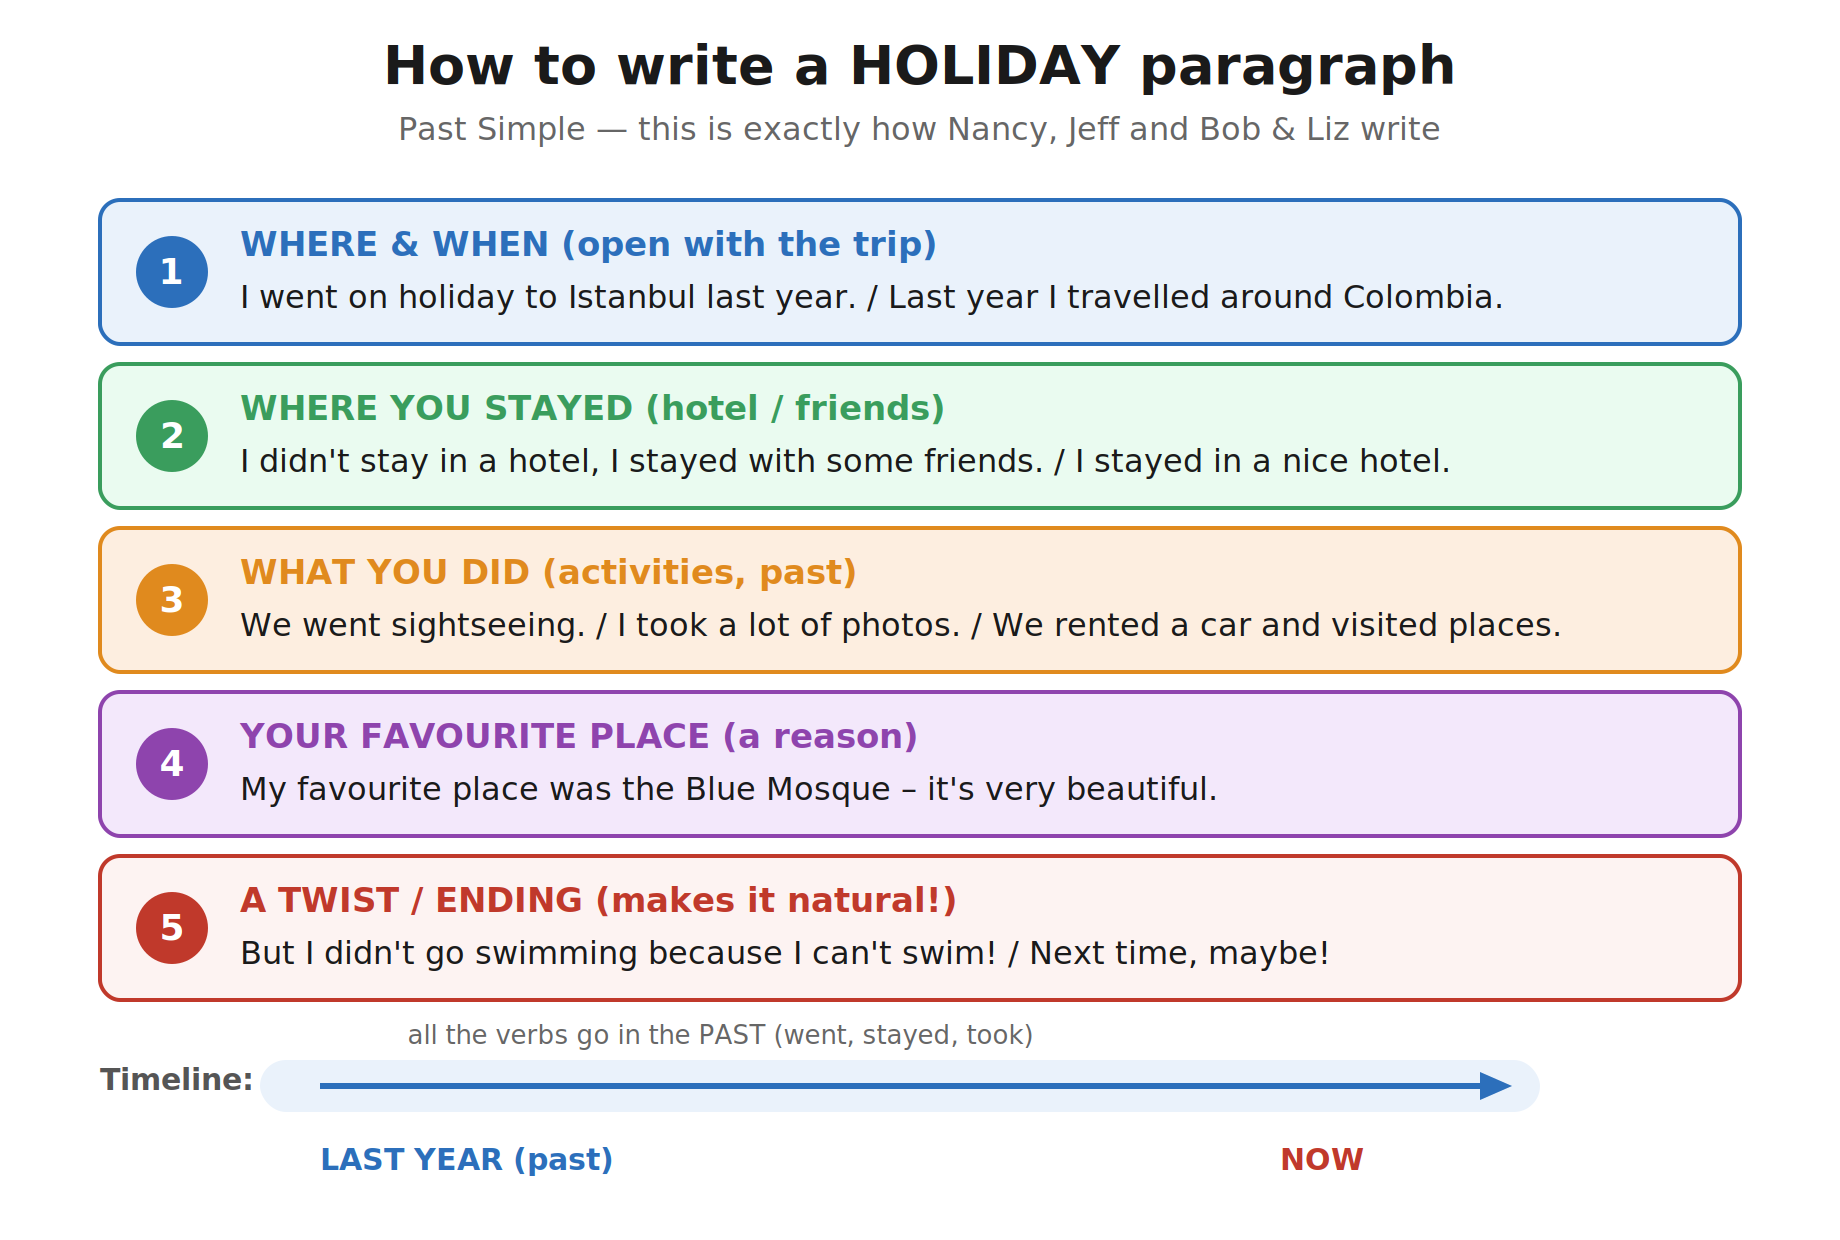 How to write a HOLIDAY paragraph
Past Simple — this is exactly how Nancy, Jeff and Bob & Liz write
1
WHERE & WHEN (open with the trip)
I went on holiday to Istanbul last year. / Last year I travelled around Colombia.
2
WHERE YOU STAYED (hotel / friends)
I didn't stay in a hotel, I stayed with some friends. / I stayed in a nice hotel.
3
WHAT YOU DID (activities, past)
We went sightseeing. / I took a lot of photos. / We rented a car and visited places.
4
YOUR FAVOURITE PLACE (a reason)
My favourite place was the Blue Mosque – it's very beautiful.
5
A TWIST / ENDING (makes it natural!)
But I didn't go swimming because I can't swim! / Next time, maybe!
all the verbs go in the PAST (went, stayed, took)
Timeline:
LAST YEAR (past)
NOW